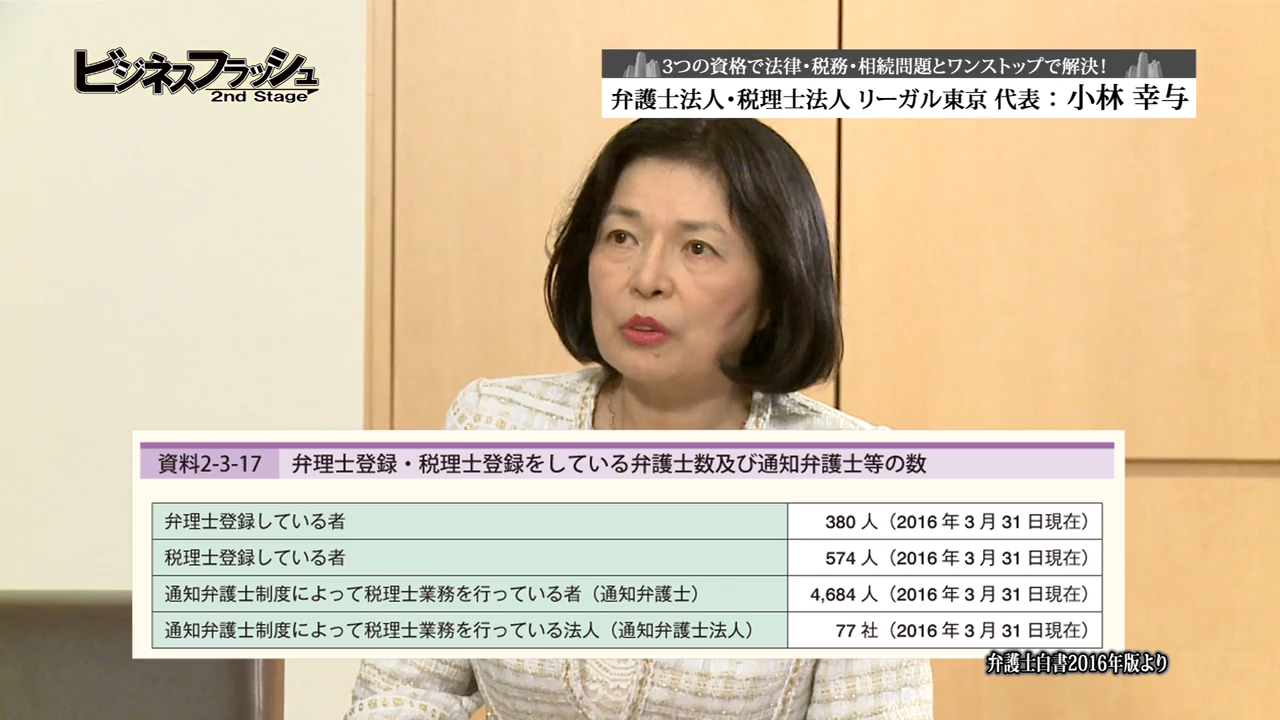 ビジネスフラッシュ
2nd Stage
3つの資格で法律・税務・相続問題とワンストップで解決！
弁護士法人・税理士法人 リーガル東京 代表：小林 幸与
資料2-3-17 弁理士登録・税理士登録をしている弁護士数及び通知弁護士等の数
弁理士登録している者 380 人（2016 年 3 月 31 日現在）
税理士登録している者 574 人（2016 年 3 月 31 日現在）
通知弁護士制度によって税理士業務を行っている者（通知弁護士） 4,684 人（2016 年 3 月 31 日現在）
通知弁護士制度によって税理士業務を行っている法人（通知弁護士法人） 77 社（2016 年 3 月 31 日現在）
弁護士白書2016年版より